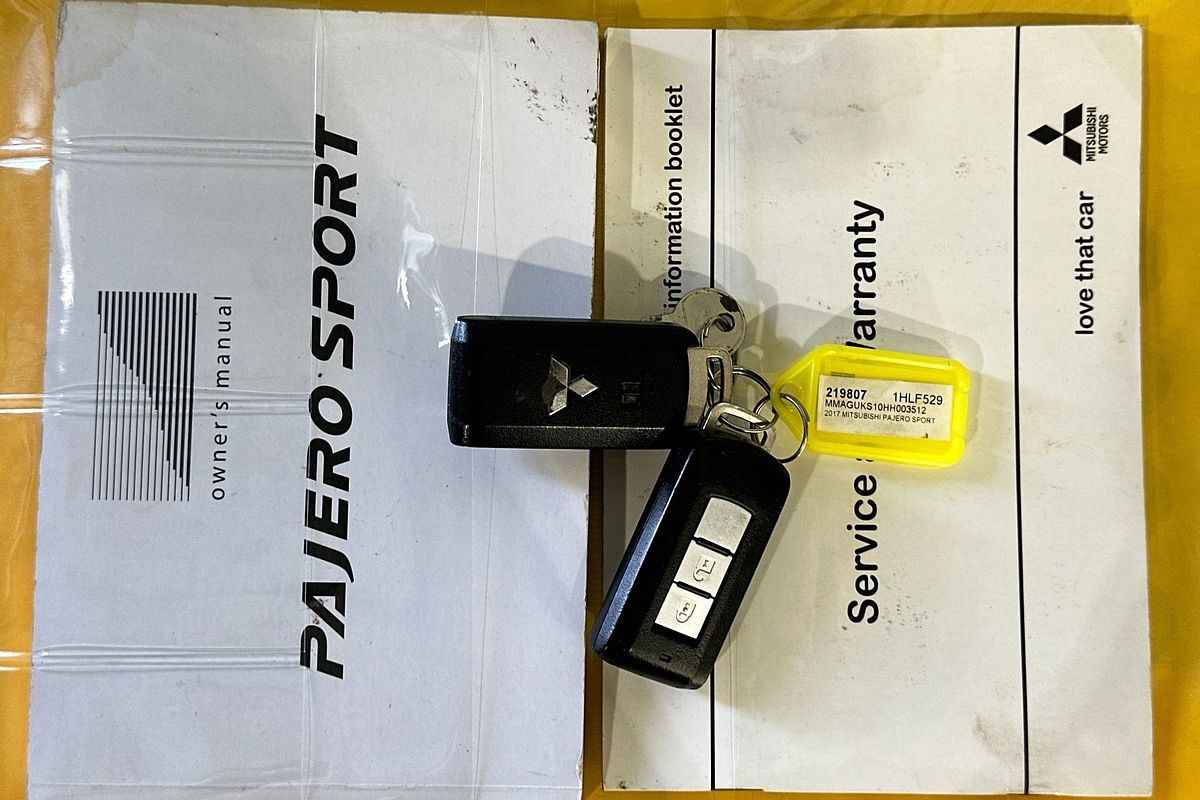 owner's manual
PAJERO SPORT
information booklet
Service
Warranty
love that car
MITSUBISHI
MOTORS
219807 1HLF529
MMAGUKS10HH003512
2017 MITSUBISHI PAJERO SPORT